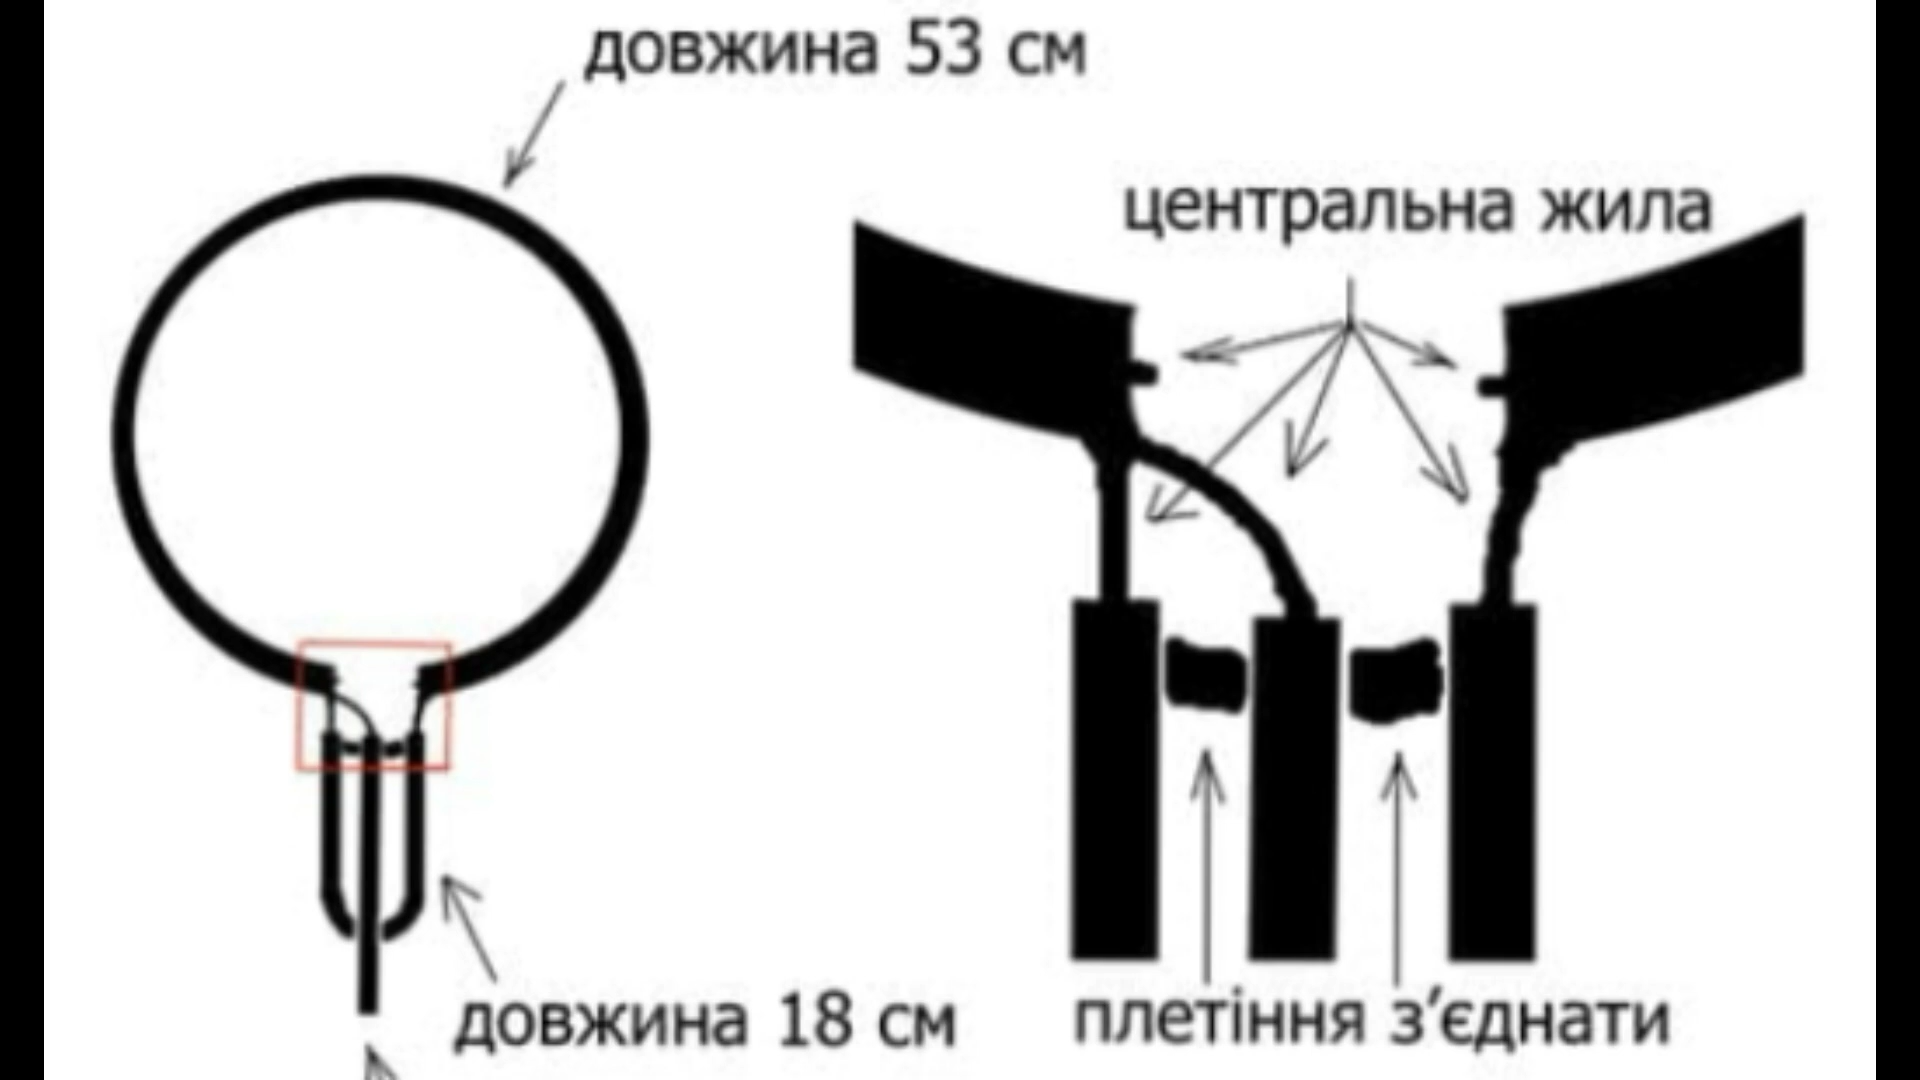 довжина 53 см
центральна жила
довжина 18 см
плетіння з’єднати